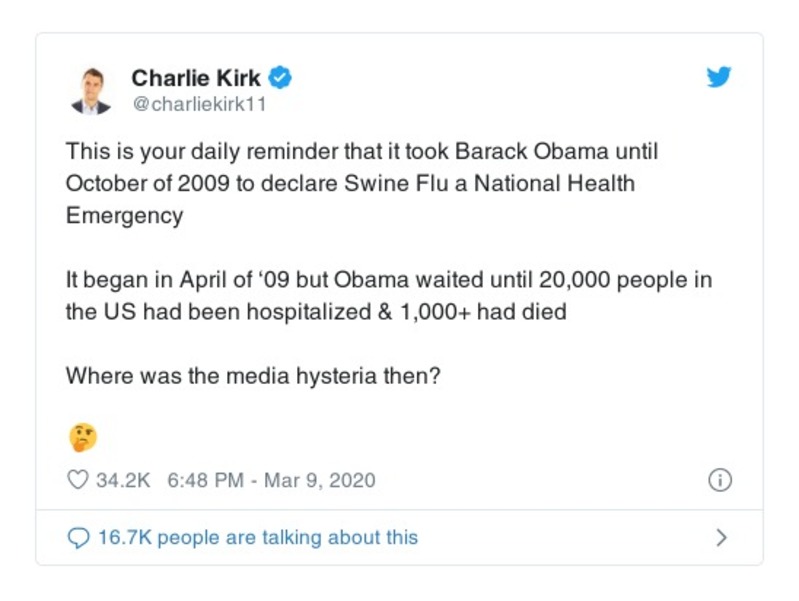 Charlie Kirk
@charliekirk11
This is your daily reminder that it took Barack Obama until
October of 2009 to declare Swine Flu a National Health
Emergency
It began in April of ‘09 but Obama waited until 20,000 people in
the US had been hospitalized & 1,000+ had died
Where was the media hysteria then?
🤔
34.2K 6:48 PM - Mar 9, 2020
16.7K people are talking about this